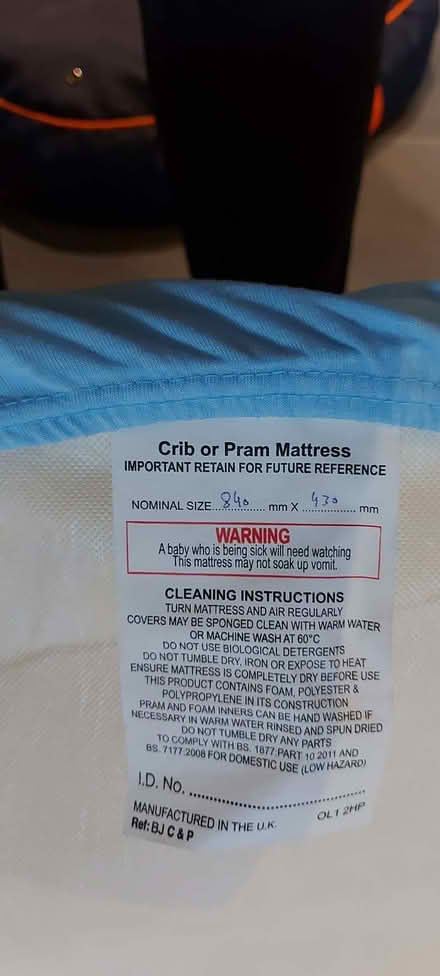 Crib or Pram Mattress
IMPORTANT RETAIN FOR FUTURE REFERENCE
NOMINAL SIZE 840 mm X 430 mm
WARNING
A baby who is being sick will need watching
This mattress may not soak up vomit.
CLEANING INSTRUCTIONS
TURN MATTRESS AND AIR REGULARLY
COVERS MAY BE SPONGED CLEAN WITH WARM WATER
OR MACHINE WASH AT 60°C
DO NOT USE BIOLOGICAL DETERGENTS
DO NOT TUMBLE DRY, IRON OR EXPOSE TO HEAT
ENSURE MATTRESS IS COMPLETELY DRY BEFORE USE
THIS PRODUCT CONTAINS FOAM, POLYESTER &
POLYPROPYLENE IN ITS CONSTRUCTION
PRAM AND FOAM INNERS CAN BE HAND WASHED IF
NECESSARY IN WARM WATER RINSED AND SPUN DRIED
DO NOT TUMBLE DRY ANY PARTS
TO COMPLY WITH BS. 1877:PART 10 2011 AND
BS. 7177:2008 FOR DOMESTIC USE (LOW HAZARD)
I.D. No.
MANUFACTURED IN THE U.K. OL1 2HP
Ref: BJ C & P